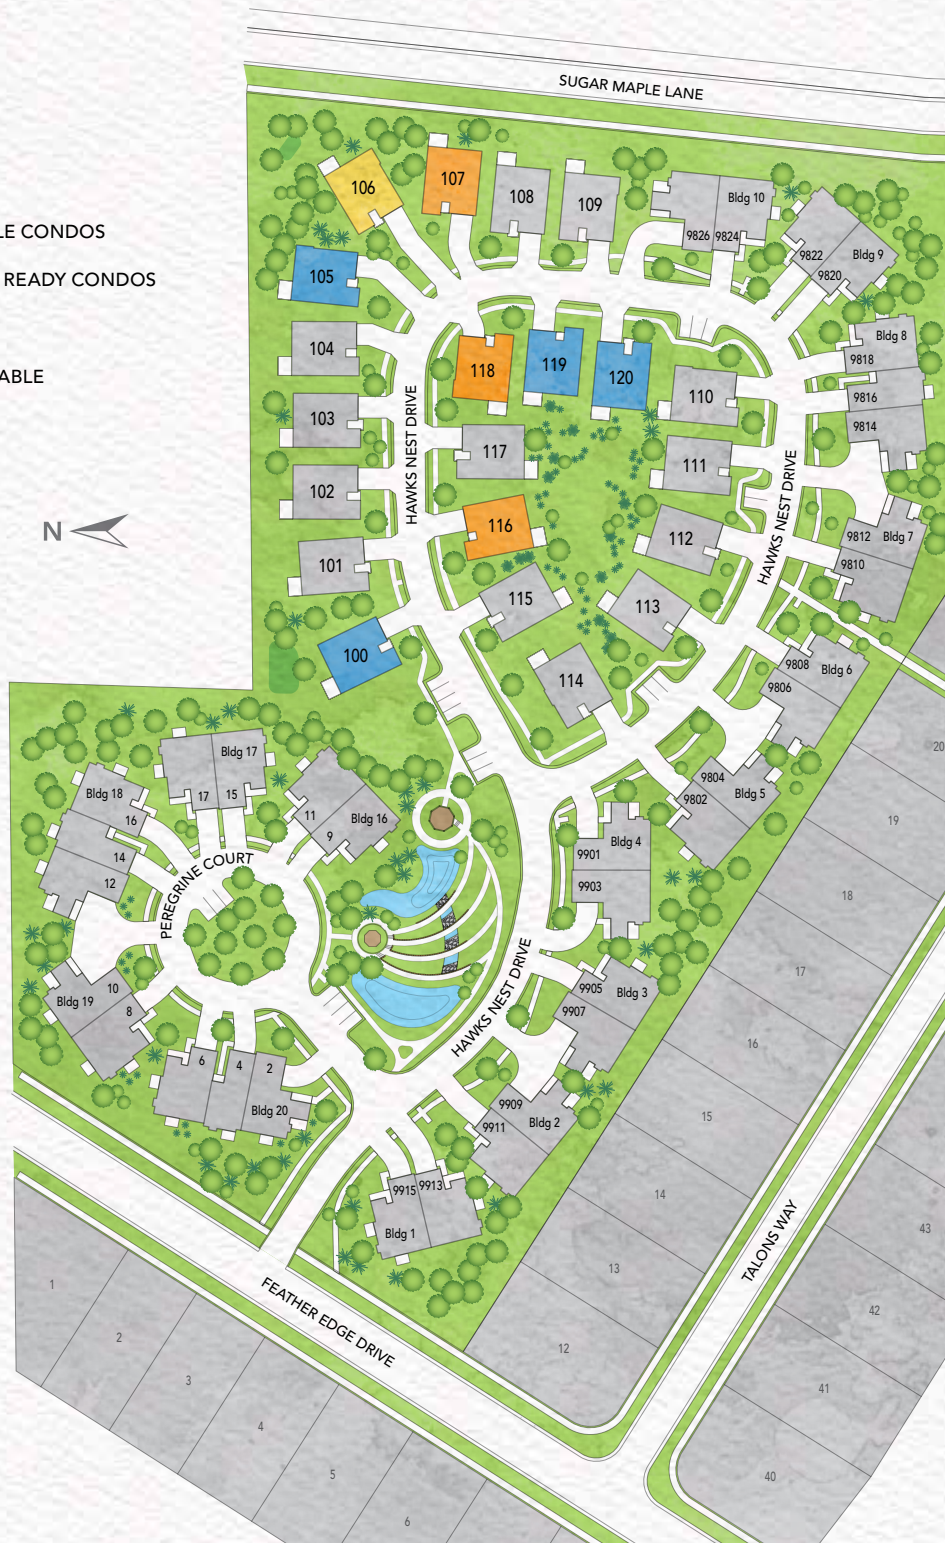 SUGAR MAPLE LANE
LE CONDOS
READY CONDOS
ABLE
N
106
107
108
109
Bldg 10
9826
9824
9822
Bldg 9
9820
105
104
103
102
101
100
HAWKS NEST DRIVE
118
119
120
117
116
115
114
113
112
111
110
HAWKS NEST DRIVE
Bldg 8
9818
9816
9814
9812
Bldg 7
9810
9808
Bldg 6
9806
9804
Bldg 5
9802
Bldg 4
9901
9903
9905
Bldg 3
9907
HAWKS NEST DRIVE
9909
Bldg 2
9911
9915
9913
Bldg 1
Bldg 17
17
15
Bldg 18
16
14
12
11
Bldg 16
9
PEREGRINE COURT
Bldg 19
10
8
6
4
2
Bldg 20
20
19
18
17
16
15
14
13
12
TALONS WAY
43
42
41
40
FEATHER EDGE DRIVE
1
2
3
4
5
6